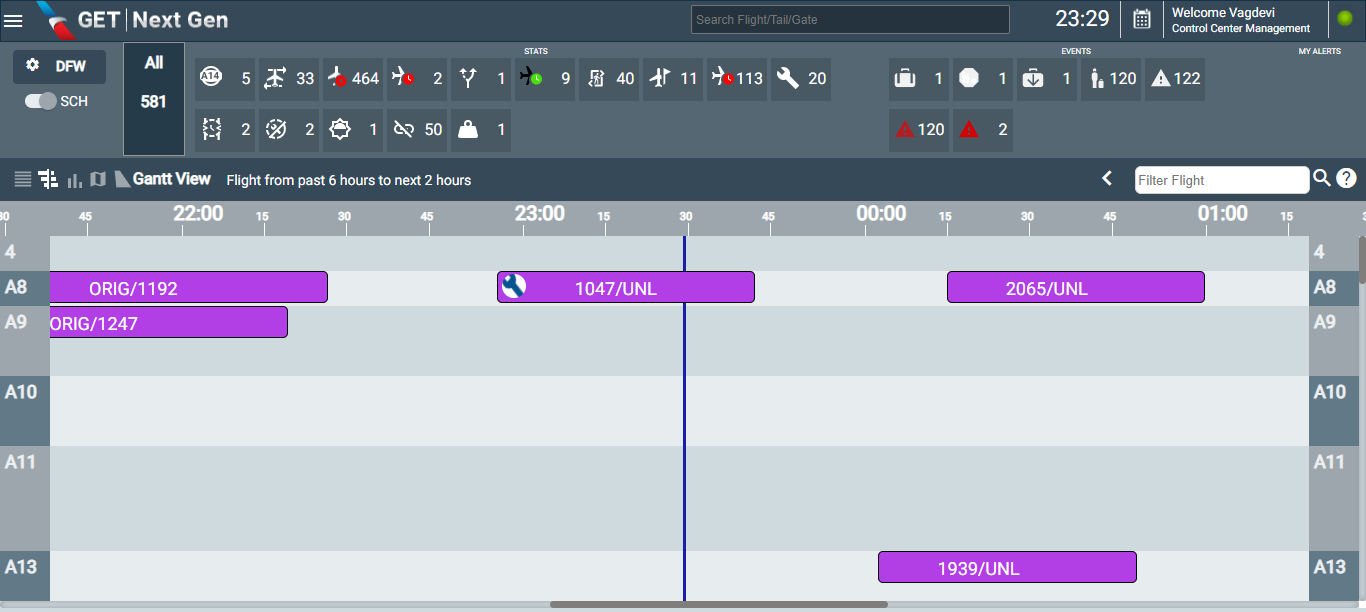 GET | Next Gen
Search Flight/Tail/Gate
23:29
Welcome Vagdevi
Control Center Management
DFW
SCH
All
581
STATS
A14 5 33 464 2 1 9 40 11 113 20
2 2 1 50 1
EVENTS
1 1 1 120 122
120 2
MY ALERTS
Gantt View Flight from past 6 hours to next 2 hours
Filter Flight
?
30 45 22:00 15 30 45 23:00 15 30 45 00:00 15 30 45 01:00 15
4 4
A8 ORIG/1192 1047/UNL 2065/UNL A8
A9 ORIG/1247 A9
A10 A10
A11 A11
A13 1939/UNL A13